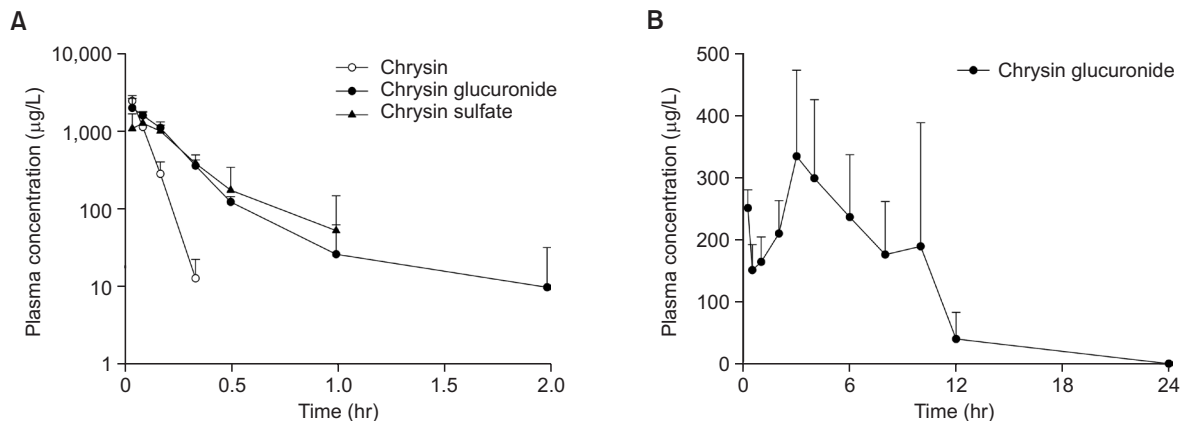 A
Plasma concentration (μg/L)
10,000
1,000
100
10
1
0
0.5
1.0
1.5
2.0
Time (hr)
Chrysin
Chrysin glucuronide
Chrysin sulfate
B
Plasma concentration (μg/L)
500
400
300
200
100
0
0
6
12
18
24
Time (hr)
Chrysin glucuronide